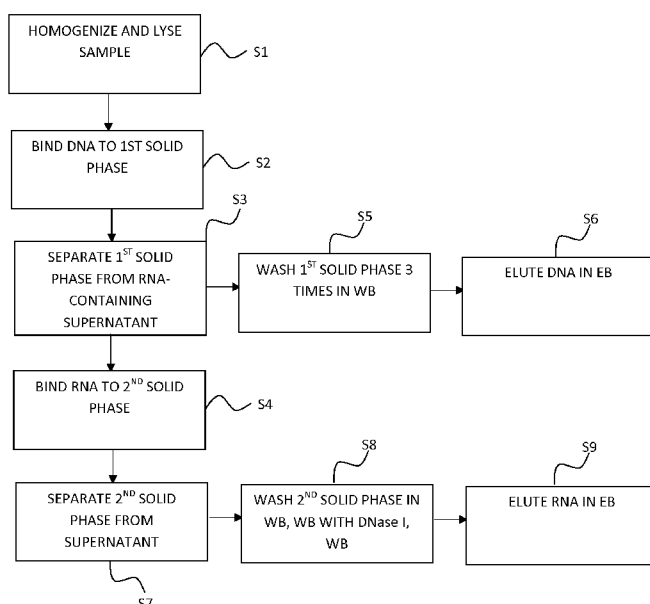 HOMOGENIZE AND LYSE
SAMPLE
S1
BIND DNA TO 1ST SOLID
PHASE
S2
S3
SEPARATE 1ST SOLID
PHASE FROM RNA-
CONTAINING
SUPERNATANT
S5
WASH 1ST SOLID PHASE 3
TIMES IN WB
S6
ELUTE DNA IN EB
BIND RNA TO 2ND SOLID
PHASE
S4
SEPARATE 2ND SOLID
PHASE FROM
SUPERNATANT
S7
S8
WASH 2ND SOLID PHASE IN
WB, WB WITH DNase I,
WB
S9
ELUTE RNA IN EB